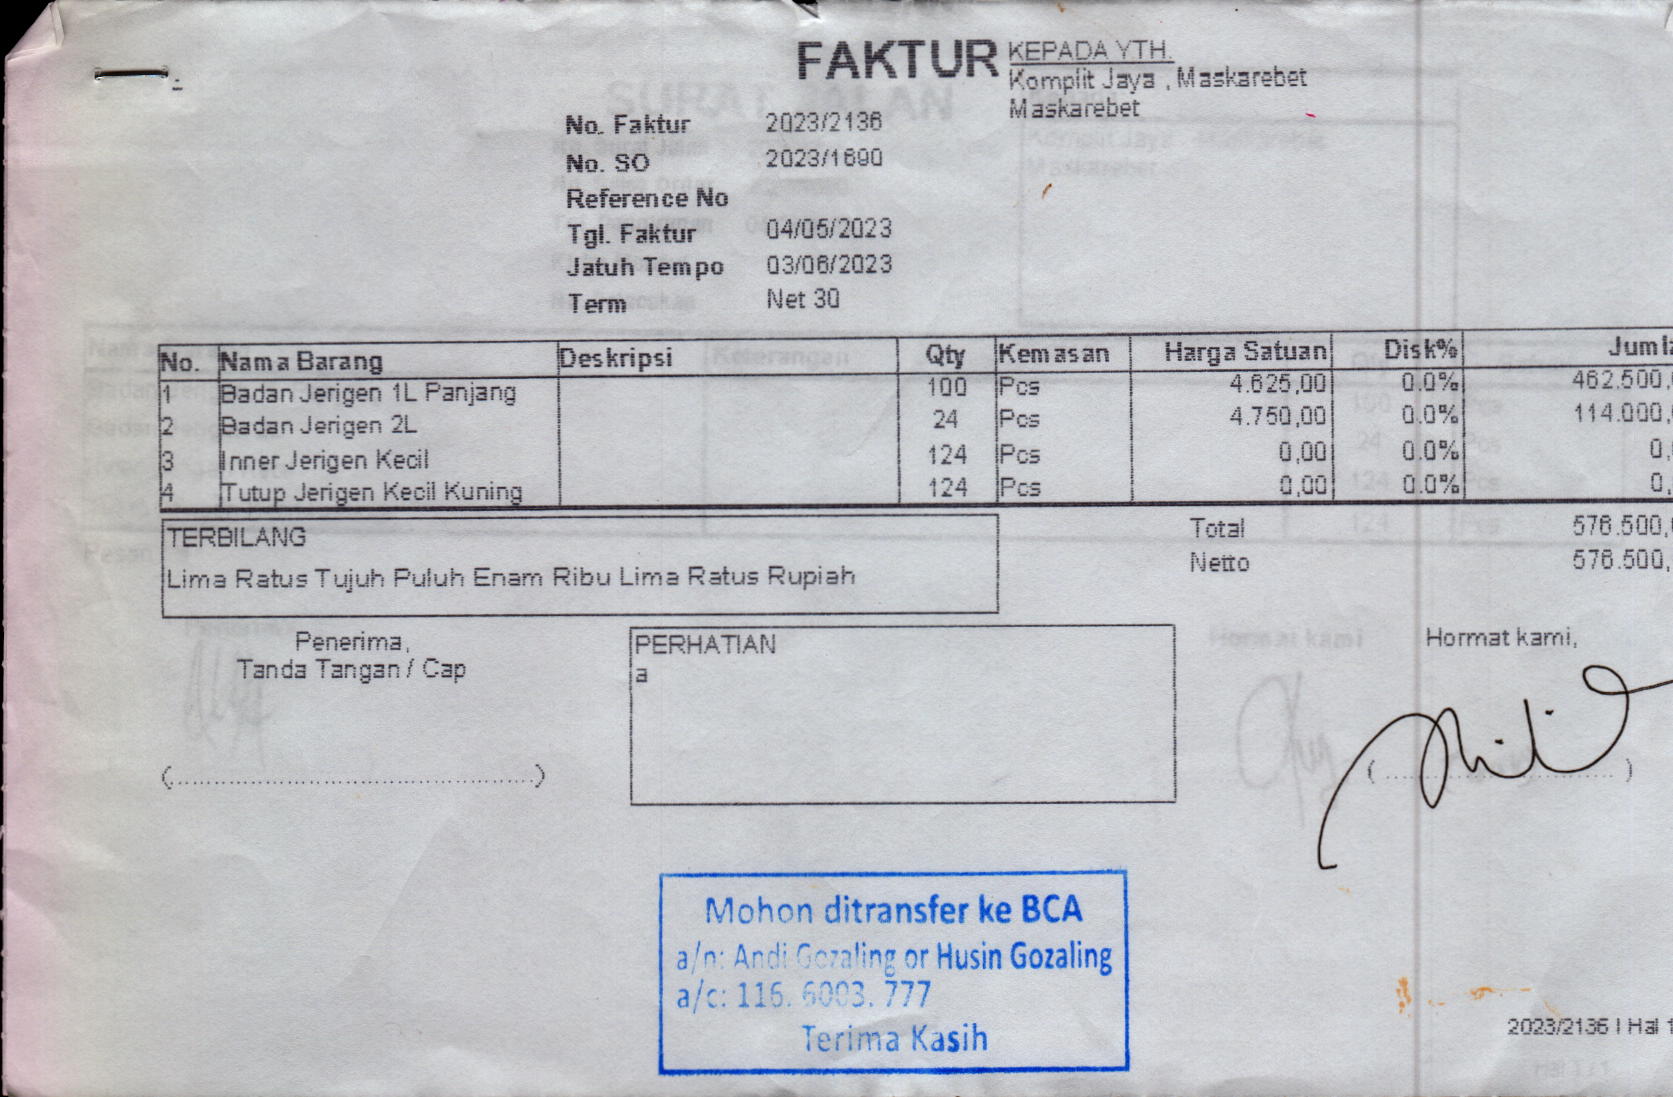 FAKTUR
KEPADA YTH.
Komplit Jaya , Maskarebet
Maskarebet
No. Faktur 2023/2136
No. SO 2023/1690
Reference No
Tgl. Faktur 04/05/2023
Jatuh Tempo 03/06/2023
Term Net 30
No. Nama Barang Deskripsi Qty Kemasan Harga Satuan Disk% Jumla
1 Badan Jerigen 1L Panjang 100 Pcs 4.625,00 0.0% 462.500,
2 Badan Jerigen 2L 24 Pcs 4.750,00 0.0% 114.000,
3 Inner Jerigen Kecil 124 Pcs 0,00 0.0% 0,
4 Tutup Jerigen Kecil Kuning 124 Pcs 0,00 0.0% 0,
TERBILANG
Lima Ratus Tujuh Puluh Enam Ribu Lima Ratus Rupiah
Total 576.500,
Netto 576.500,
Penerima,
Tanda Tangan / Cap
PERHATIAN
a
Hormat kami,
Mohon ditransfer ke BCA
a/n: Andi Gozaling or Husin Gozaling
a/c: 116. 6003. 777
Terima Kasih
2023/2136 I Hal 1